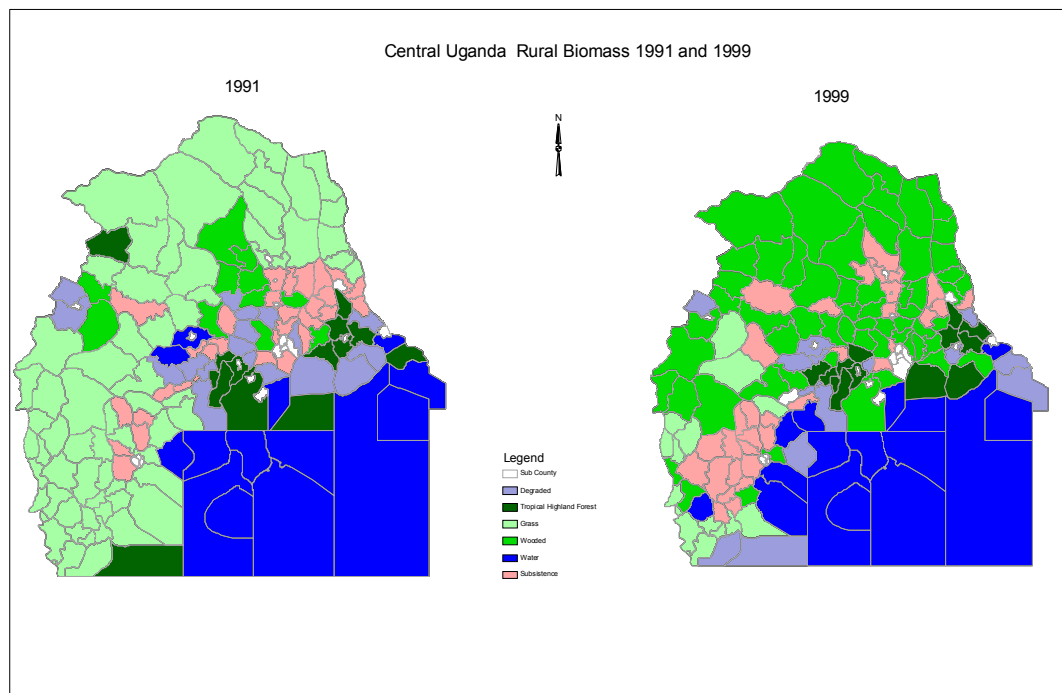 Central Uganda  Rural Biomass 1991 and 1999
1991
1999
N
Legend
Sub County
Degraded
Tropical Highland Forest
Grass
Wooded
Water
Subsistence